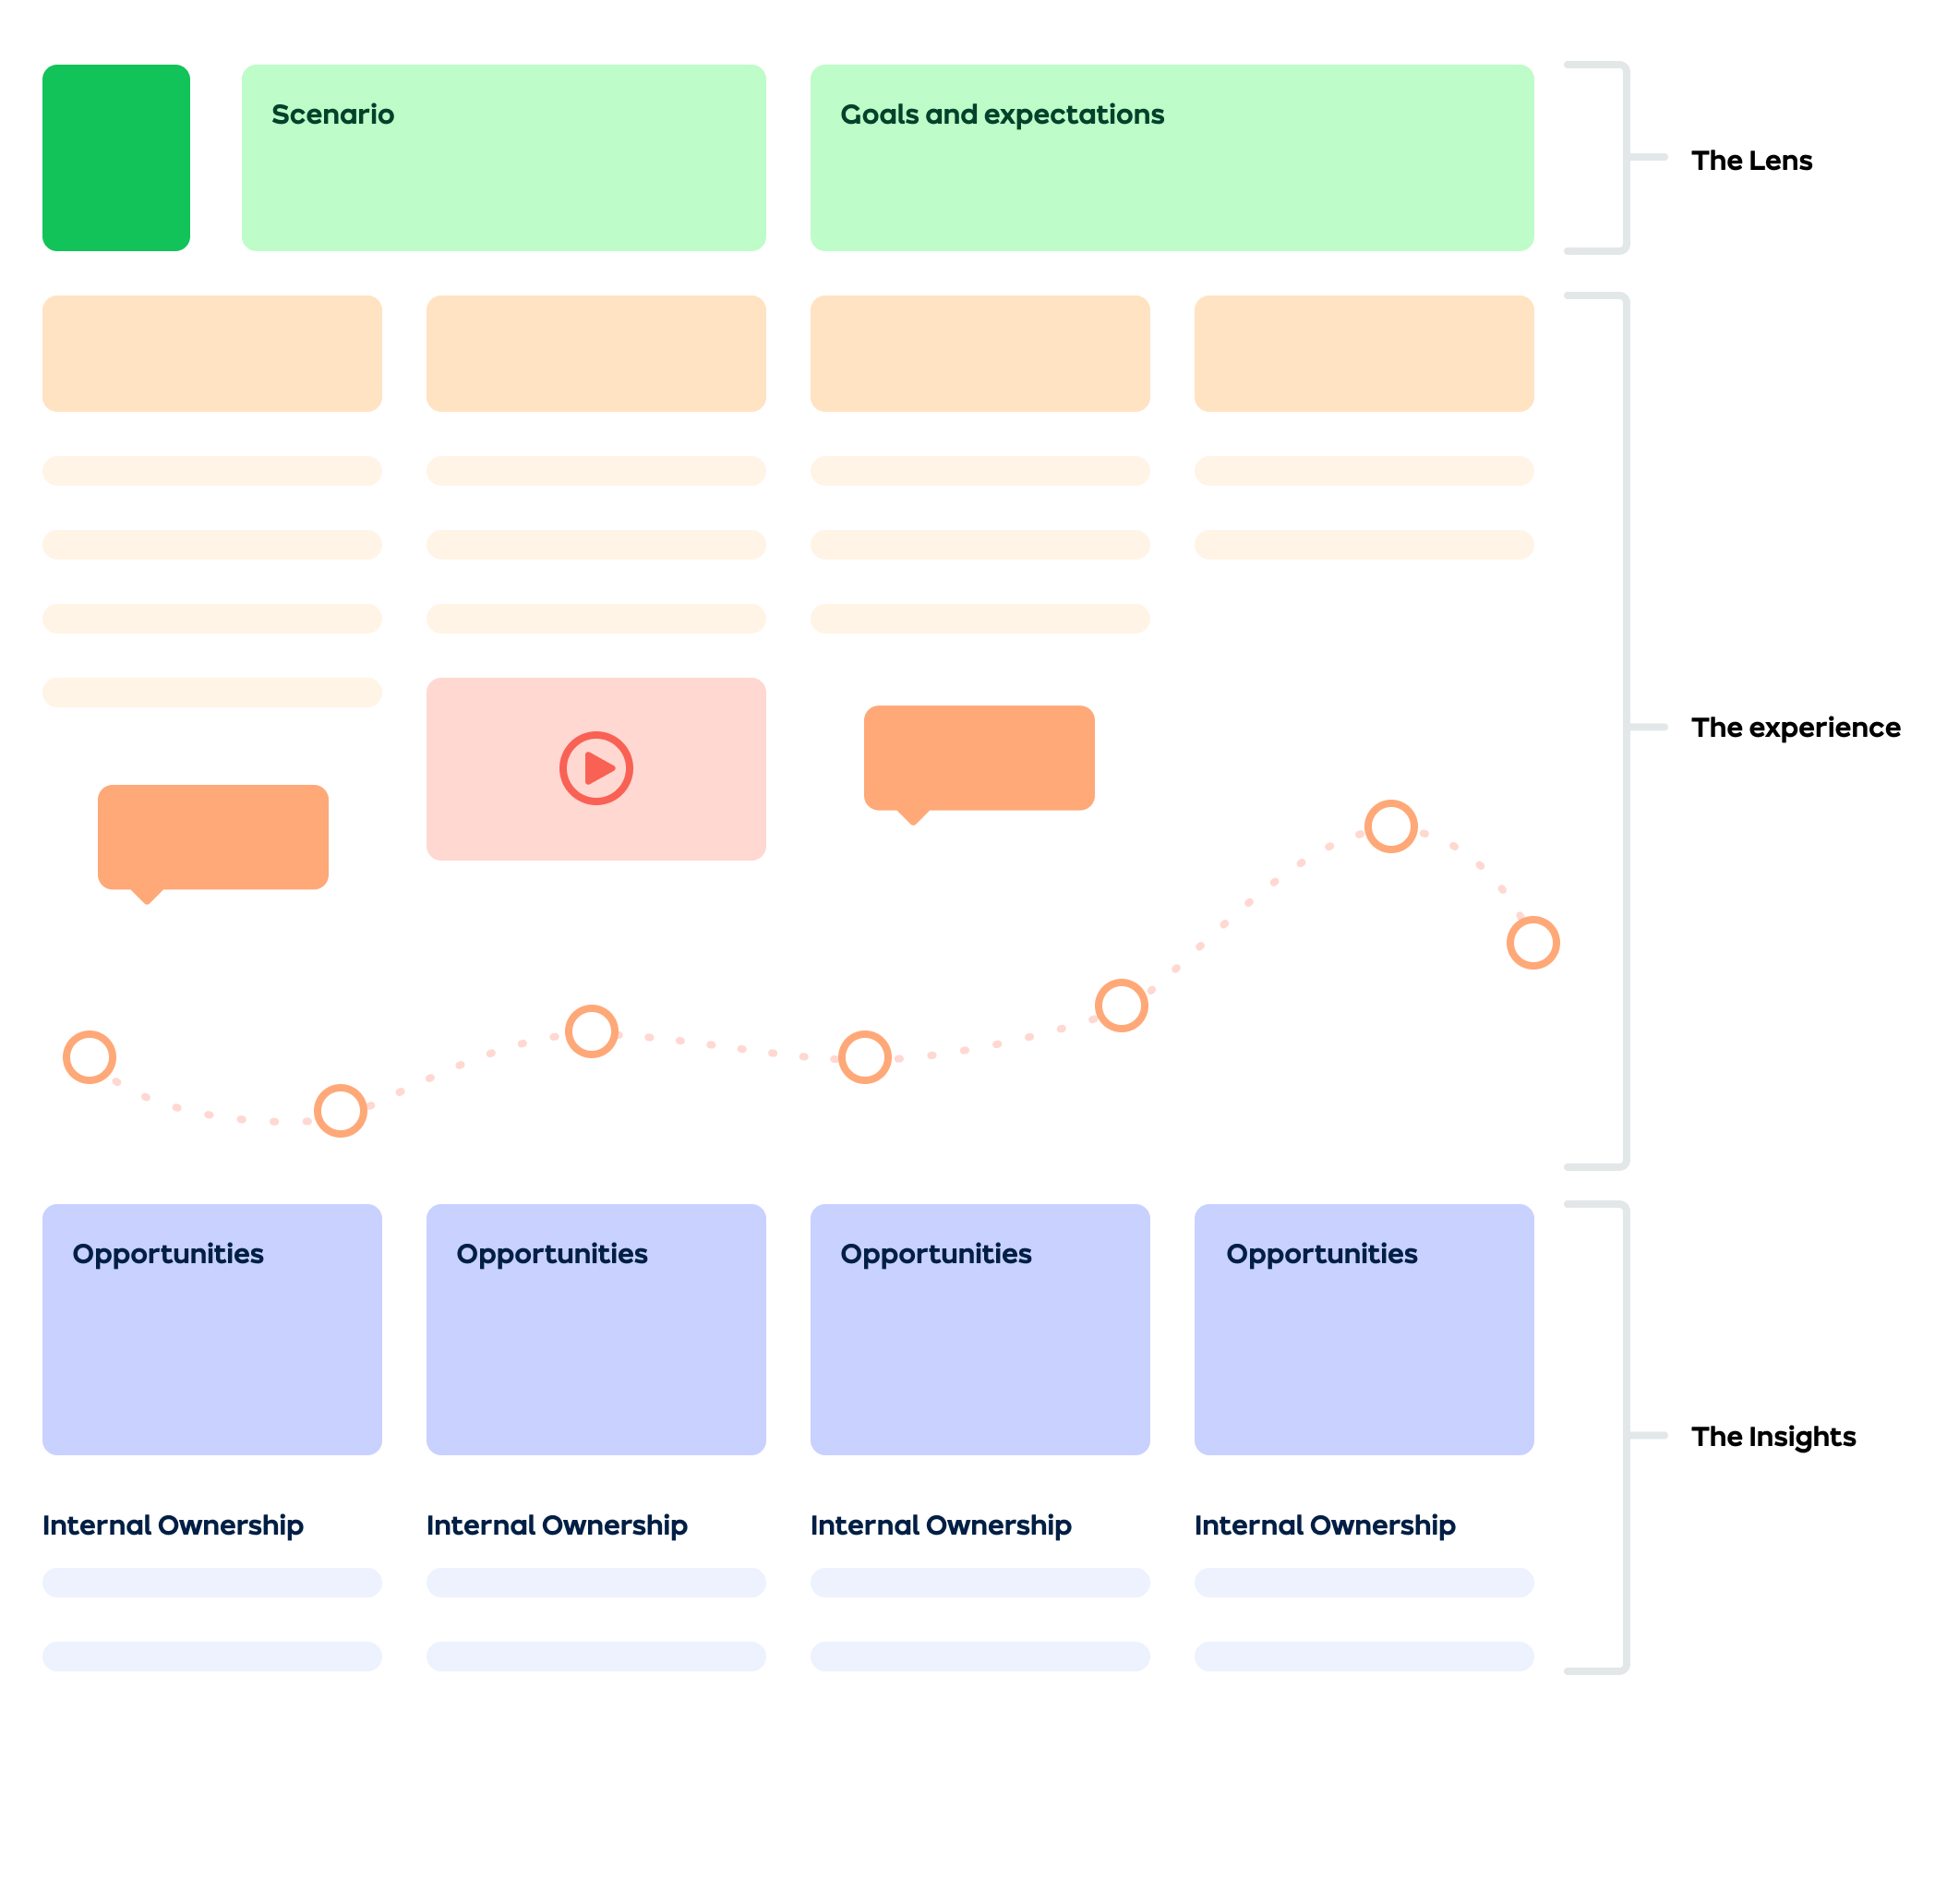 Scenario
Goals and expectations
The Lens
The experience
Opportunities
Opportunities
Opportunities
Opportunities
The Insights
Internal Ownership
Internal Ownership
Internal Ownership
Internal Ownership